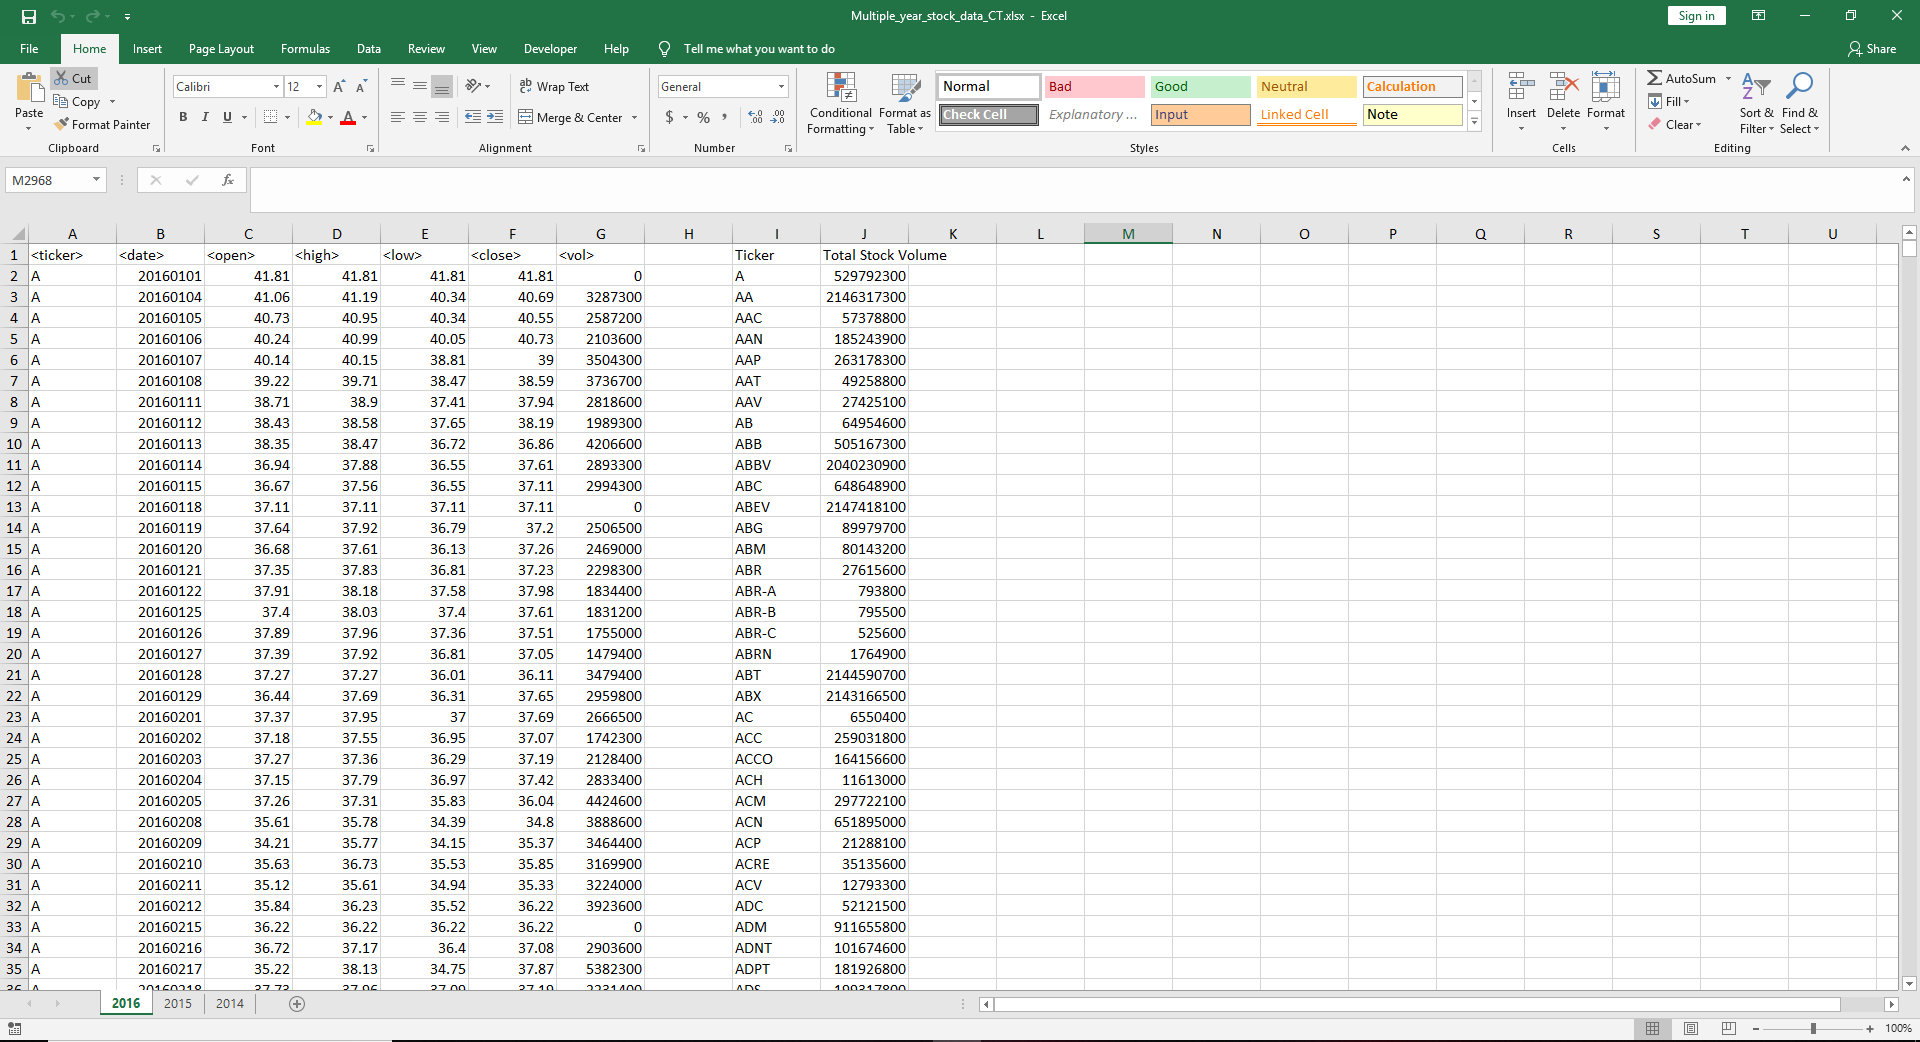 Multiple_year_stock_data_CT.xlsx - Excel
Sign in
File Home Insert Page Layout Formulas Data Review View Developer Help Tell me what you want to do Share
Paste Cut Copy Format Painter Clipboard
Calibri 12 A A B I U A Font
ab Wrap Text Merge & Center Alignment
General $ % , .00 .00 Number
Conditional Formatting Format as Table
Normal Bad Good Neutral Calculation
Check Cell Explanatory ... Input Linked Cell Note
Styles
Insert Delete Format Cells
AutoSum Fill Clear Sort & Filter Find & Select Editing
M2968 fx
A B C D E F G H I J K L M N O P Q R S T U
1 <ticker> <date> <open> <high> <low> <close> <vol> Ticker Total Stock Volume
2 A 20160101 41.81 41.81 41.81 41.81 0 A 529792300
3 A 20160104 41.06 41.19 40.34 40.69 3287300 AA 2146317300
4 A 20160105 40.73 40.95 40.34 40.55 2587200 AAC 57378800
5 A 20160106 40.24 40.99 40.05 40.73 2103600 AAN 185243900
6 A 20160107 40.14 40.15 38.81 39 3504300 AAP 263178300
7 A 20160108 39.22 39.71 38.47 38.59 3736700 AAT 49258800
8 A 20160111 38.71 38.9 37.41 37.94 2818600 AAV 27425100
9 A 20160112 38.43 38.58 37.65 38.19 1989300 AB 64954600
10 A 20160113 38.35 38.47 36.72 36.86 4206600 ABB 505167300
11 A 20160114 36.94 37.88 36.55 37.61 2893300 ABBV 2040230900
12 A 20160115 36.67 37.56 36.55 37.11 2994300 ABC 648648900
13 A 20160118 37.11 37.11 37.11 37.11 0 ABEV 2147418100
14 A 20160119 37.64 37.92 36.79 37.2 2506500 ABG 89979700
15 A 20160120 36.68 37.61 36.13 37.26 2469000 ABM 80143200
16 A 20160121 37.35 37.83 36.81 37.23 2298300 ABR 27615600
17 A 20160122 37.91 38.18 37.58 37.98 1834400 ABR-A 793800
18 A 20160125 37.4 38.03 37.4 37.61 1831200 ABR-B 795500
19 A 20160126 37.89 37.96 37.36 37.51 1755000 ABR-C 525600
20 A 20160127 37.39 37.92 36.81 37.05 1479400 ABRN 1764900
21 A 20160128 37.27 37.27 36.01 36.11 3479400 ABT 2144590700
22 A 20160129 36.44 37.69 36.31 37.65 2959800 ABX 2143166500
23 A 20160201 37.37 37.95 37 37.69 2666500 AC 6550400
24 A 20160202 37.18 37.55 36.95 37.07 1742300 ACC 259031800
25 A 20160203 37.27 37.36 36.29 37.19 2128400 ACCO 164156600
26 A 20160204 37.15 37.79 36.97 37.42 2833400 ACH 11613000
27 A 20160205 37.26 37.31 35.83 36.04 4424600 ACM 297722100
28 A 20160208 35.61 35.78 34.39 34.8 3888600 ACN 651895000
29 A 20160209 34.21 35.77 34.15 35.37 3464400 ACP 21288100
30 A 20160210 35.63 36.73 35.53 35.85 3169900 ACRE 35135600
31 A 20160211 35.12 35.61 34.94 35.33 3224000 ACV 12793300
32 A 20160212 35.84 36.23 35.52 36.22 3923600 ADC 52121500
33 A 20160215 36.22 36.22 36.22 36.22 0 ADM 911655800
34 A 20160216 36.72 37.17 36.4 37.08 2903600 ADNT 101674600
35 A 20160217 35.22 38.13 34.75 37.87 5382300 ADPT 181926800
36 A 20160218 37.73 37.96 37.09 37.19 2231400 ADS 199317800
2016 2015 2014
100%